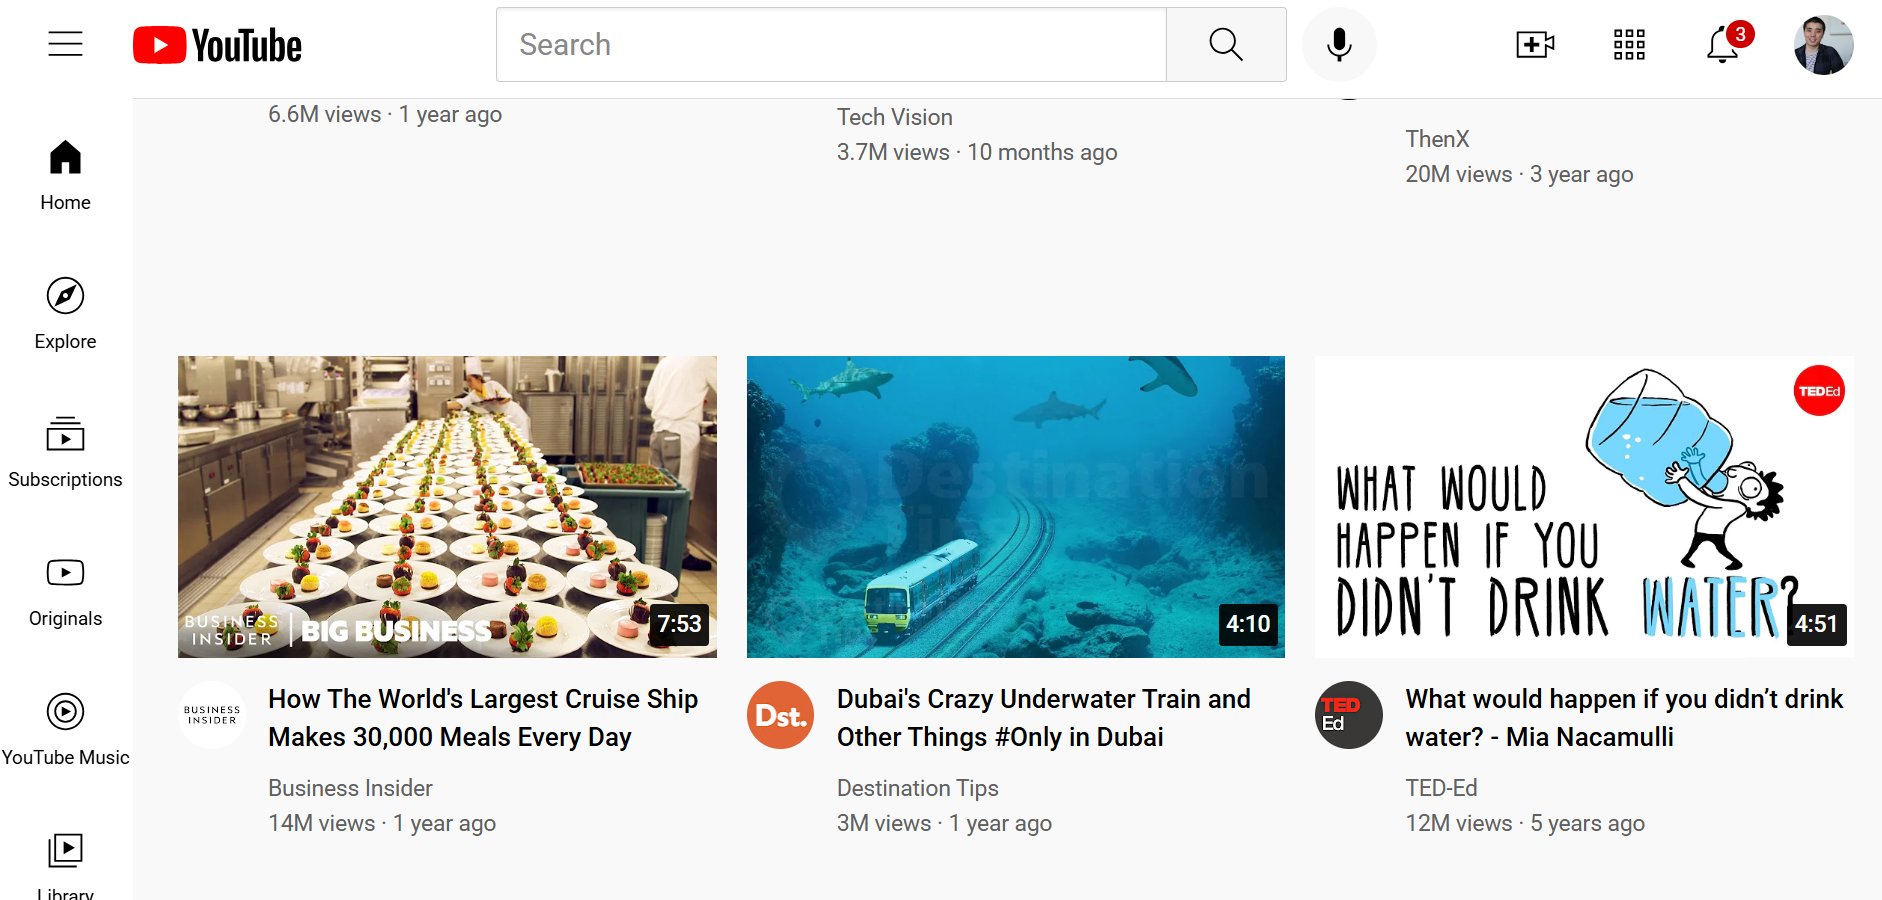 YouTube
Search
3
6.6M views · 1 year ago
Tech Vision
3.7M views · 10 months ago
ThenX
20M views · 3 year ago
Home
Explore
Subscriptions
Originals
YouTube Music
Library
BUSINESS
INSIDER
BIG BUSINESS
7:53
Destination
Tips
4:10
TEDEd
WHAT WOULD
HAPPEN IF YOU
DIDN'T DRINK WATER?
4:51
BUSINESS
INSIDER
How The World's Largest Cruise Ship
Makes 30,000 Meals Every Day
Business Insider
14M views · 1 year ago
Dst.
Dubai's Crazy Underwater Train and
Other Things #Only in Dubai
Destination Tips
3M views · 1 year ago
TED
Ed
What would happen if you didn’t drink
water? - Mia Nacamulli
TED-Ed
12M views · 5 years ago